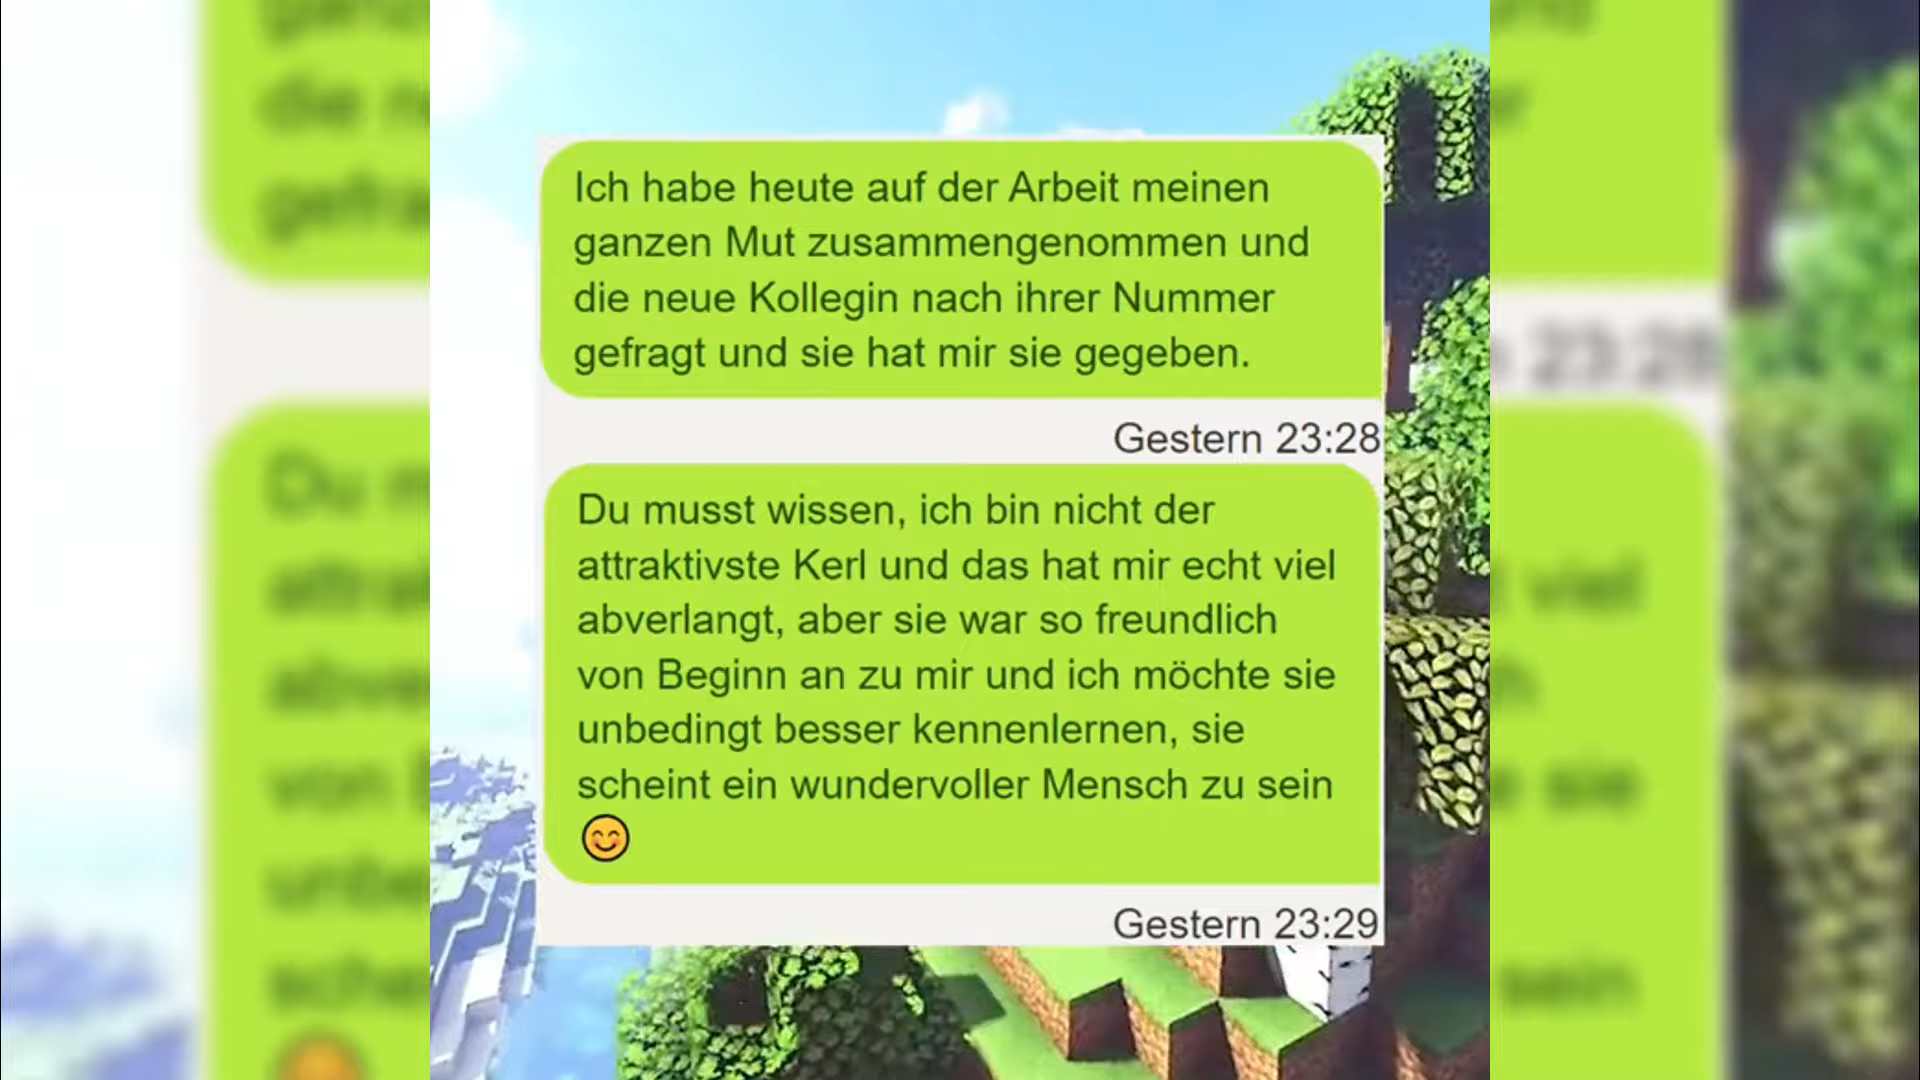 Ich habe heute auf der Arbeit meinen
ganzen Mut zusammengenommen und
die neue Kollegin nach ihrer Nummer
gefragt und sie hat mir sie gegeben.
Gestern 23:28
Du musst wissen, ich bin nicht der
attraktivste Kerl und das hat mir echt viel
abverlangt, aber sie war so freundlich
von Beginn an zu mir und ich möchte sie
unbedingt besser kennenlernen, sie
scheint ein wundervoller Mensch zu sein
😊
Gestern 23:29